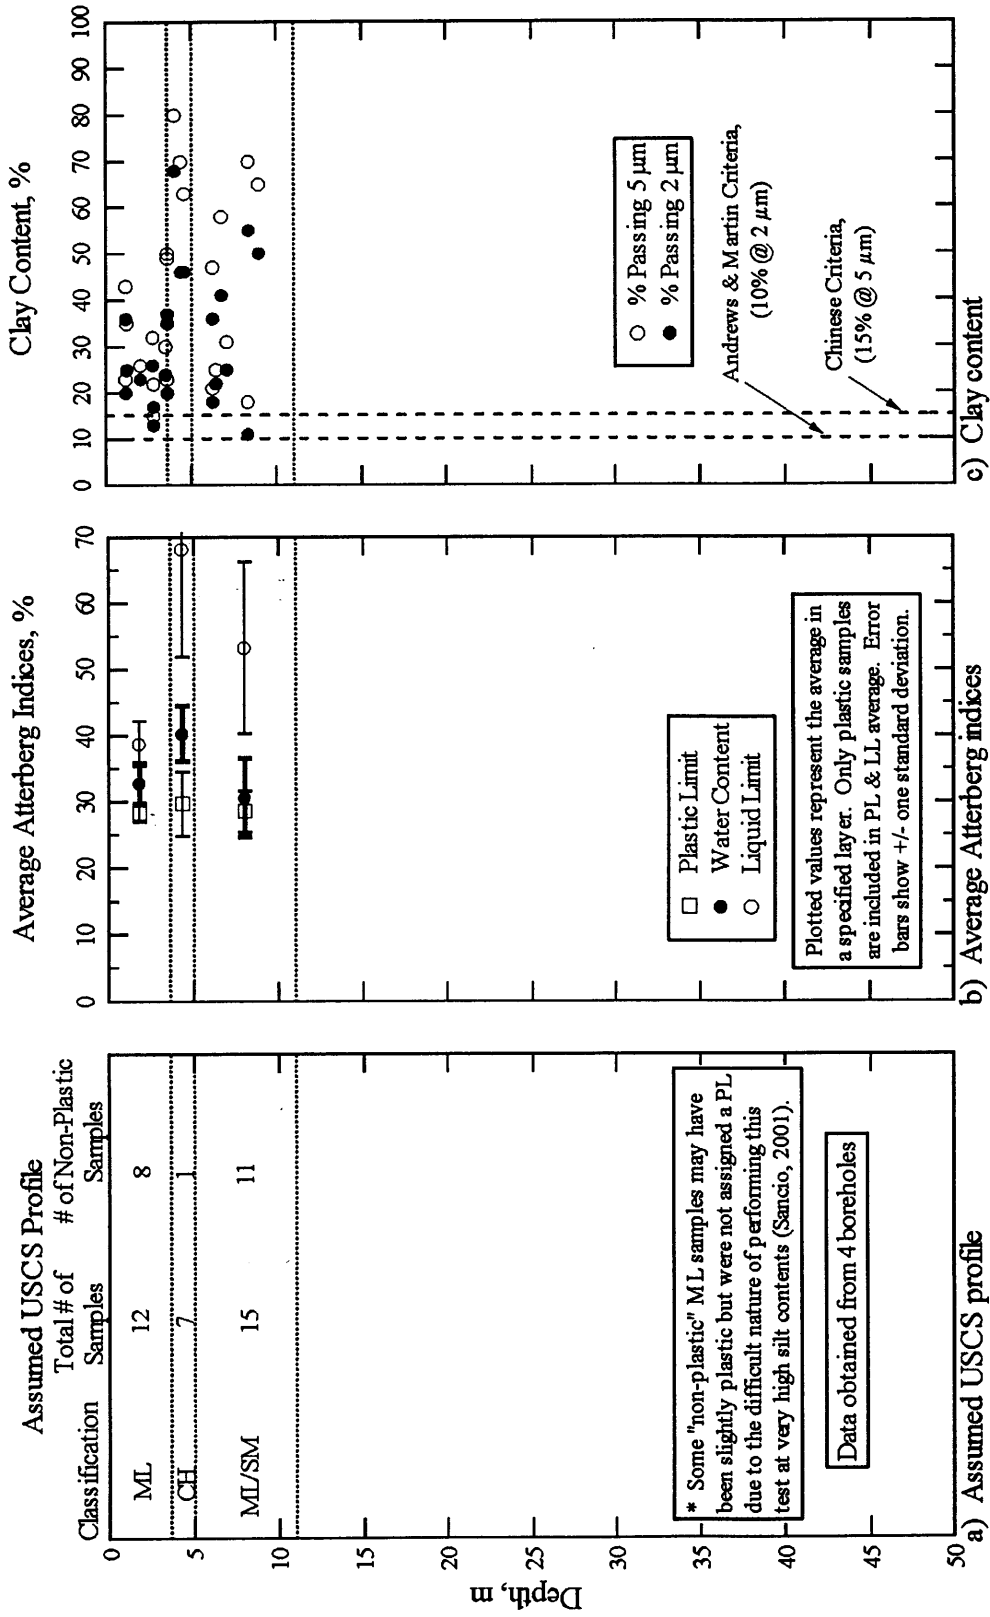 Assumed USCS Profile
Classification
Total # of
Samples
# of Non-Plastic
Samples
ML 12 8
CH 7 1
ML/SM 15 11
0
5
10
15
20
25
30
35
40
45
50
Depth, m
* Some "non-plastic" ML samples may have
been slightly plastic but were not assigned a PL
due to the difficult nature of performing this
test at very high silt contents (Sancio, 2001).
Data obtained from 4 boreholes
a) Assumed USCS profile
Average Atterberg Indices, %
0 10 20 30 40 50 60 70
Plastic Limit
Water Content
Liquid Limit
Plotted values represent the average in
a specified layer. Only plastic samples
are included in PL & LL average. Error
bars show +/- one standard deviation.
b) Average Atterberg indices
Clay Content, %
0 10 20 30 40 50 60 70 80 90 100
% Passing 5 μm
% Passing 2 μm
Andrews & Martin Criteria,
(10% @ 2 μm)
Chinese Criteria,
(15% @ 5 μm)
c) Clay content